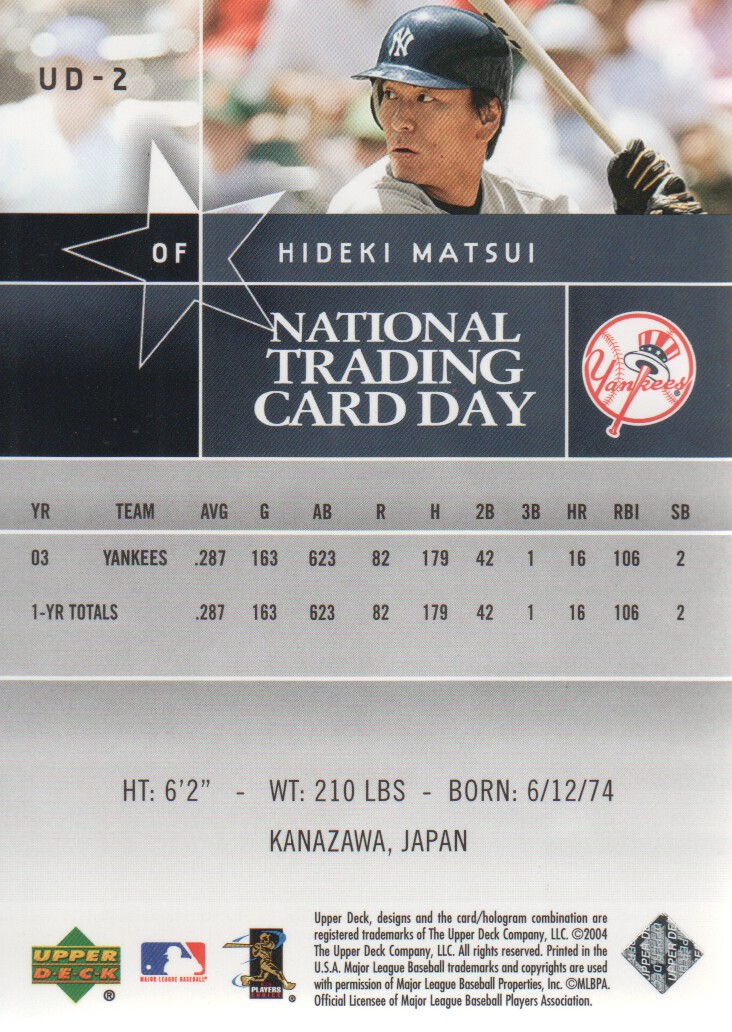 UD-2
NY
OF
HIDEKI MATSUI
NATIONAL
TRADING
CARD DAY
Yankees®
YR TEAM AVG G AB R H 2B 3B HR RBI SB
03 YANKEES .287 163 623 82 179 42 1 16 106 2
1-YR TOTALS .287 163 623 82 179 42 1 16 106 2
HT: 6'2" - WT: 210 LBS - BORN: 6/12/74
KANAZAWA, JAPAN
UPPER
DECK®
MAJOR LEAGUE BASEBALL®
PLAYERS
CHOICE®
Upper Deck, designs and the card/hologram combination are
registered trademarks of The Upper Deck Company, LLC. ©2004
The Upper Deck Company, LLC. All rights reserved. Printed in the
U.S.A. Major League Baseball trademarks and copyrights are used
with permission of Major League Baseball Properties, Inc. ©MLBPA.
Official Licensee of Major League Baseball Players Association.
UPPER DE